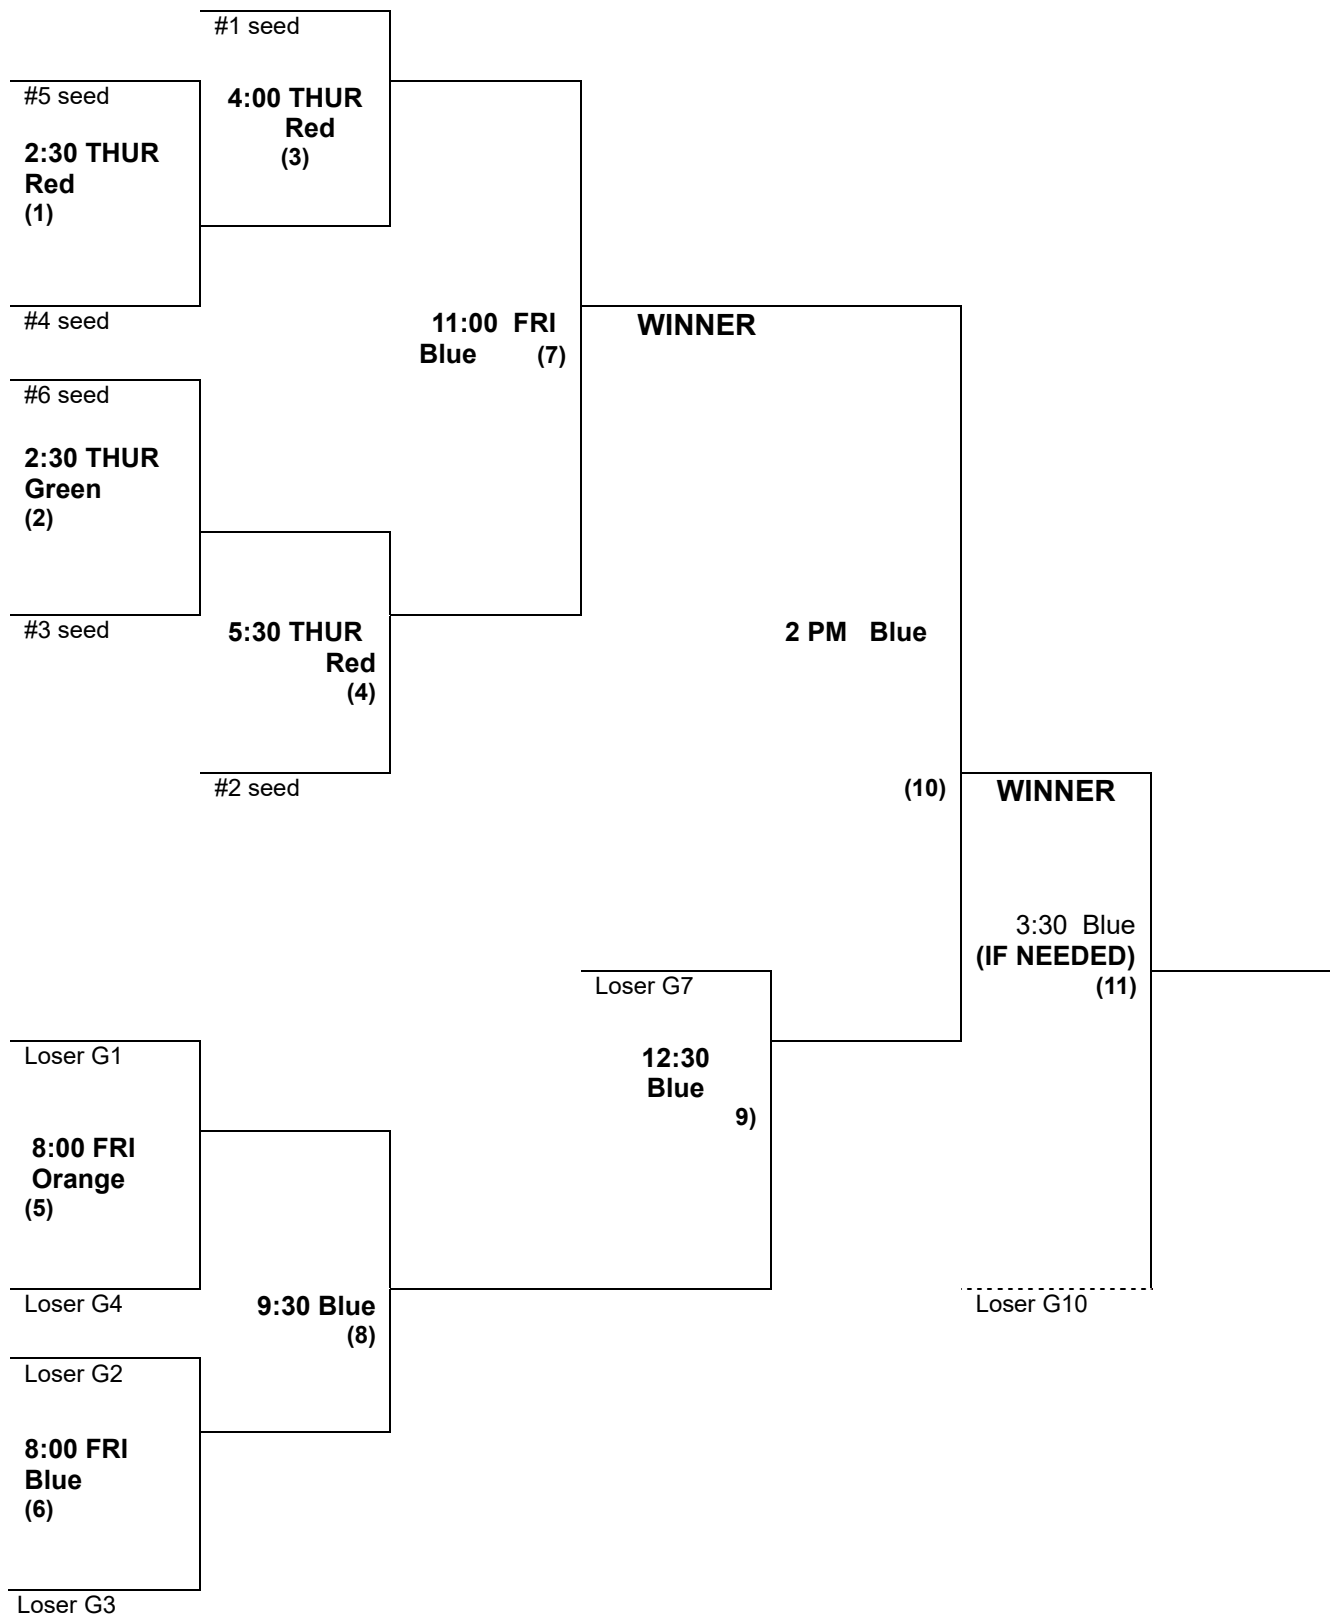 #1 seed
#5 seed
4:00 THUR
Red
(3)
2:30 THUR
Red
(1)
#4 seed
11:00 FRI
Blue (7)
WINNER
#6 seed
2:30 THUR
Green
(2)
#3 seed
5:30 THUR
Red
(4)
2 PM Blue
#2 seed
(10)
WINNER
3:30 Blue
(IF NEEDED)
(11)
Loser G7
Loser G1
12:30
Blue
9)
8:00 FRI
Orange
(5)
Loser G4
9:30 Blue
(8)
Loser G10
Loser G2
8:00 FRI
Blue
(6)
Loser G3